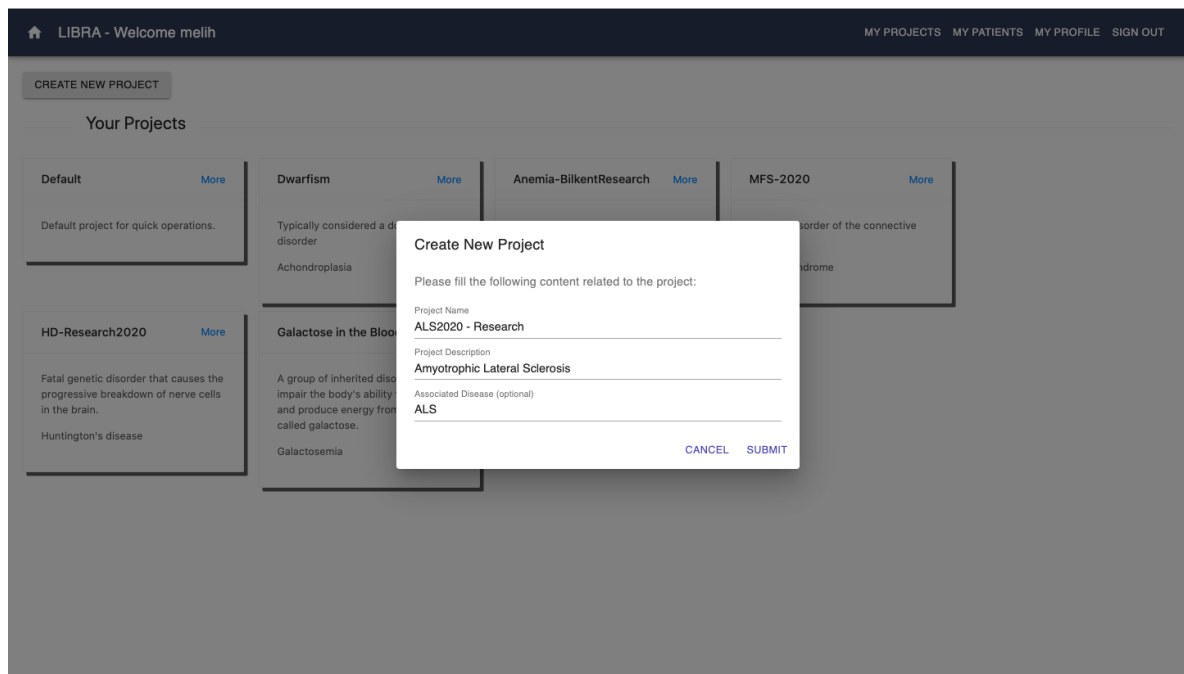 LIBRA - Welcome melih
MY PROJECTS MY PATIENTS MY PROFILE SIGN OUT
CREATE NEW PROJECT
Your Projects
Default More
Default project for quick operations.
Dwarfism More
Typically considered a
disorder
Achondroplasia
Anemia-BilkentResearch More
MFS-2020 More
of the connective
HD-Research2020 More
Fatal genetic disorder that causes the
progressive breakdown of nerve cells
in the brain.
Huntington's disease
Galactose in the
A group of inherited
impair the body's ability
and produce energy from
called galactose.
Galactosemia
Create New Project
Please fill the following content related to the project:
Project Name
ALS2020 - Research
Project Description
Amyotrophic Lateral Sclerosis
Associated Disease (optional)
ALS
CANCEL SUBMIT